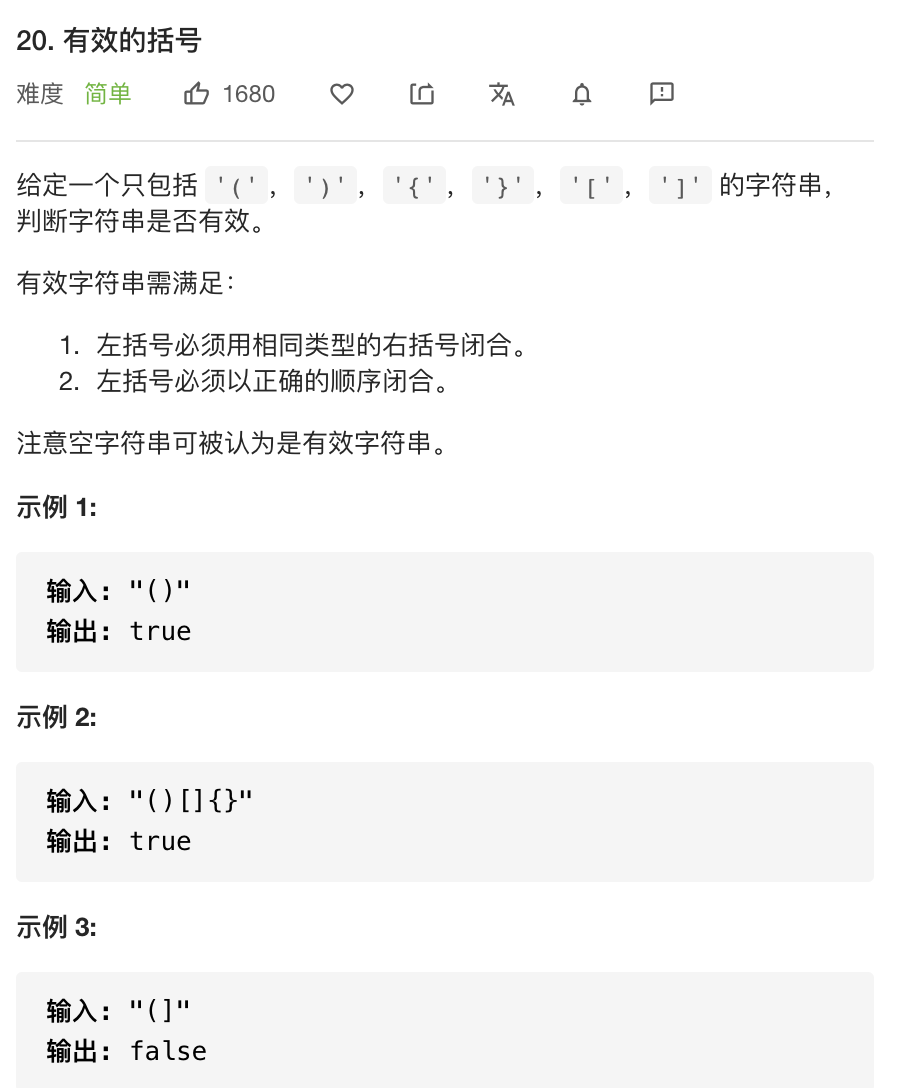 20. 有效的括号
难度 简单 1680
给定一个只包括 '(', ')', '{', '}', '[', ']' 的字符串，
判断字符串是否有效。
有效字符串需满足：
1. 左括号必须用相同类型的右括号闭合。
2. 左括号必须以正确的顺序闭合。
注意空字符串可被认为是有效字符串。
示例 1:
输入: "()"
输出: true
示例 2:
输入: "()[]{}"
输出: true
示例 3:
输入: "(]"
输出: false